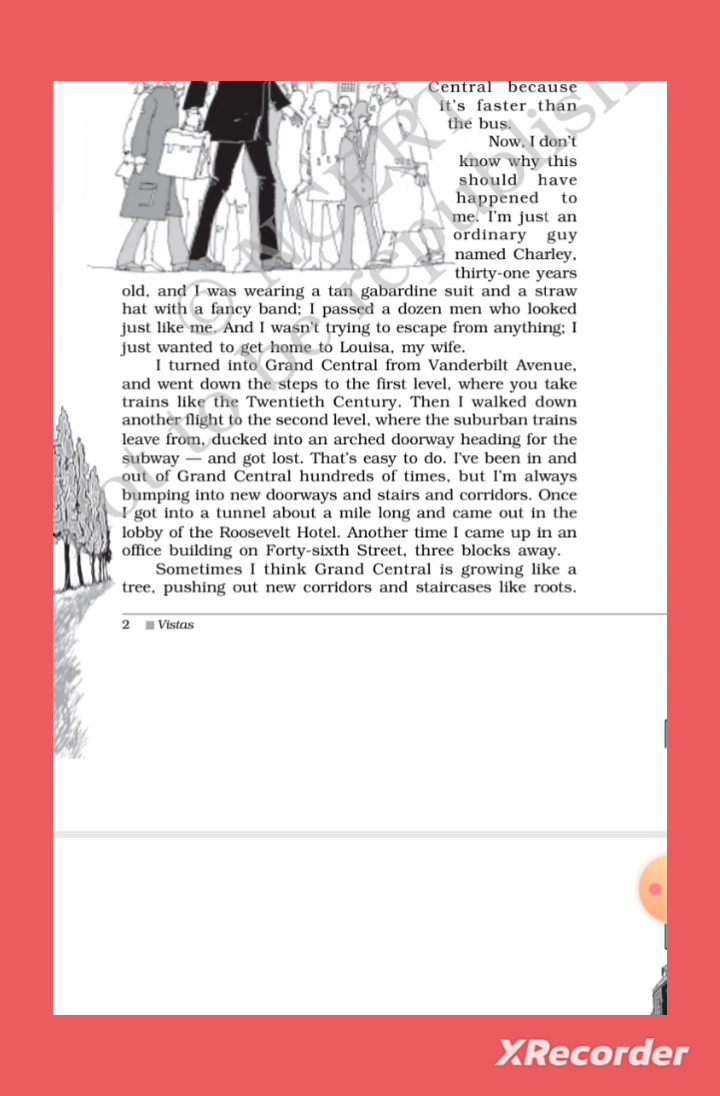 Central because
it's faster than
the bus.
Now, I don't
know why this
should have
happened to
me. I'm just an
ordinary guy
named Charley,
thirty-one years
old, and I was wearing a tan gabardine suit and a straw
hat with a fancy band; I passed a dozen men who looked
just like me. And I wasn't trying to escape from anything; I
just wanted to get home to Louisa, my wife.
I turned into Grand Central from Vanderbilt Avenue,
and went down the steps to the first level, where you take
trains like the Twentieth Century. Then I walked down
another flight to the second level, where the suburban trains
leave from, ducked into an arched doorway heading for the
subway — and got lost. That's easy to do. I've been in and
out of Grand Central hundreds of times, but I'm always
bumping into new doorways and stairs and corridors. Once
I got into a tunnel about a mile long and came out in the
lobby of the Roosevelt Hotel. Another time I came up in an
office building on Forty-sixth Street, three blocks away.
Sometimes I think Grand Central is growing like a
tree, pushing out new corridors and staircases like roots.
2 Vistas
© NCERT
not to be republish
XRecorder